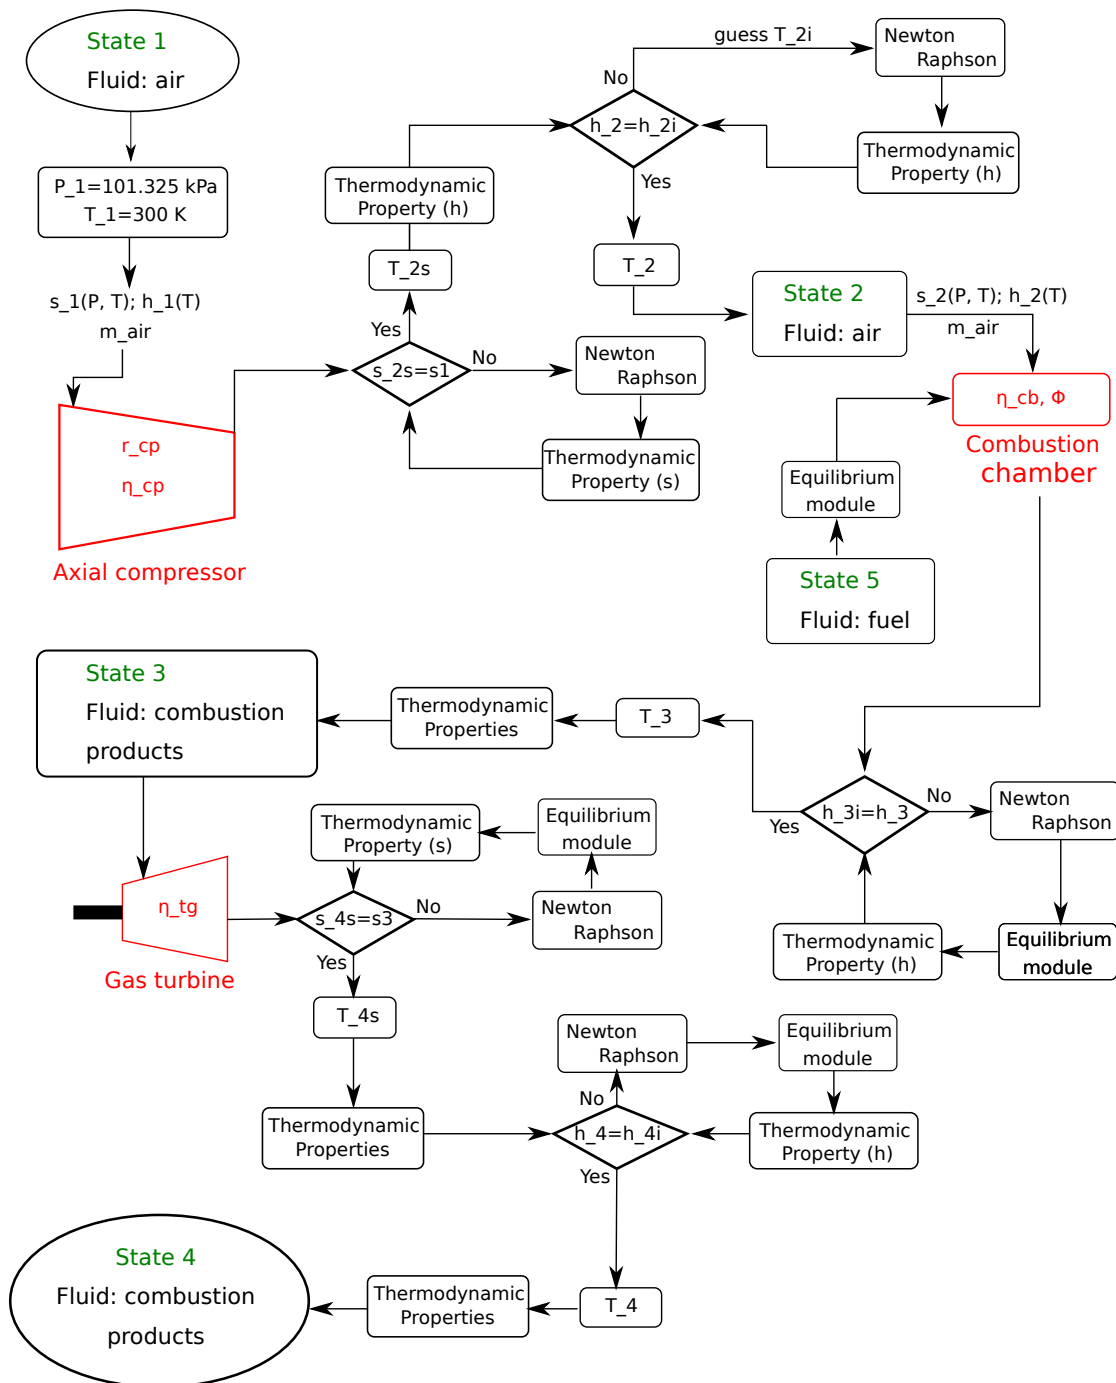 State 1
Fluid: air
P_1=101.325 kPa
T_1=300 K
s_1(P, T); h_1(T)
m_air
r_cp
η_cp
Axial compressor
s_2s=s1
No
Newton
Raphson
Thermodynamic
Property (s)
Yes
T_2s
Thermodynamic
Property (h)
h_2=h_2i
No
guess T_2i
Newton
Raphson
Thermodynamic
Property (h)
Yes
T_2
State 2
Fluid: air
s_2(P, T); h_2(T)
m_air
η_cb, Φ
Combustion
chamber
Equilibrium
module
State 5
Fluid: fuel
h_3i=h_3
No
Newton
Raphson
Equilibrium
module
Thermodynamic
Property (h)
Yes
T_3
Thermodynamic
Properties
State 3
Fluid: combustion
products
η_tg
Gas turbine
s_4s=s3
No
Newton
Raphson
Equilibrium
module
Thermodynamic
Property (s)
Yes
T_4s
Thermodynamic
Properties
h_4=h_4i
No
Newton
Raphson
Equilibrium
module
Thermodynamic
Property (h)
Yes
T_4
Thermodynamic
Properties
State 4
Fluid: combustion
products